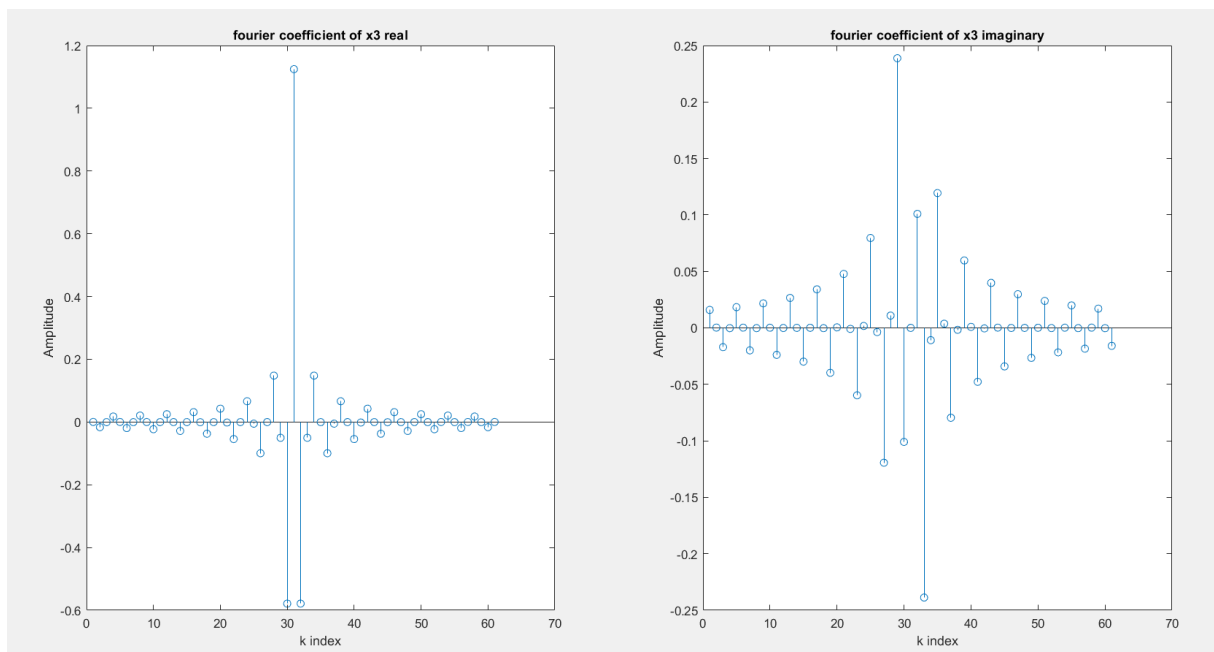 fourier coefficient of x3 real
1.2
1
0.8
0.6
0.4
0.2
0
-0.2
-0.4
-0.6
Amplitude
0 10 20 30 40 50 60 70
k index
fourier coefficient of x3 imaginary
0.25
0.2
0.15
0.1
0.05
0
-0.05
-0.1
-0.15
-0.2
-0.25
Amplitude
0 10 20 30 40 50 60 70
k index